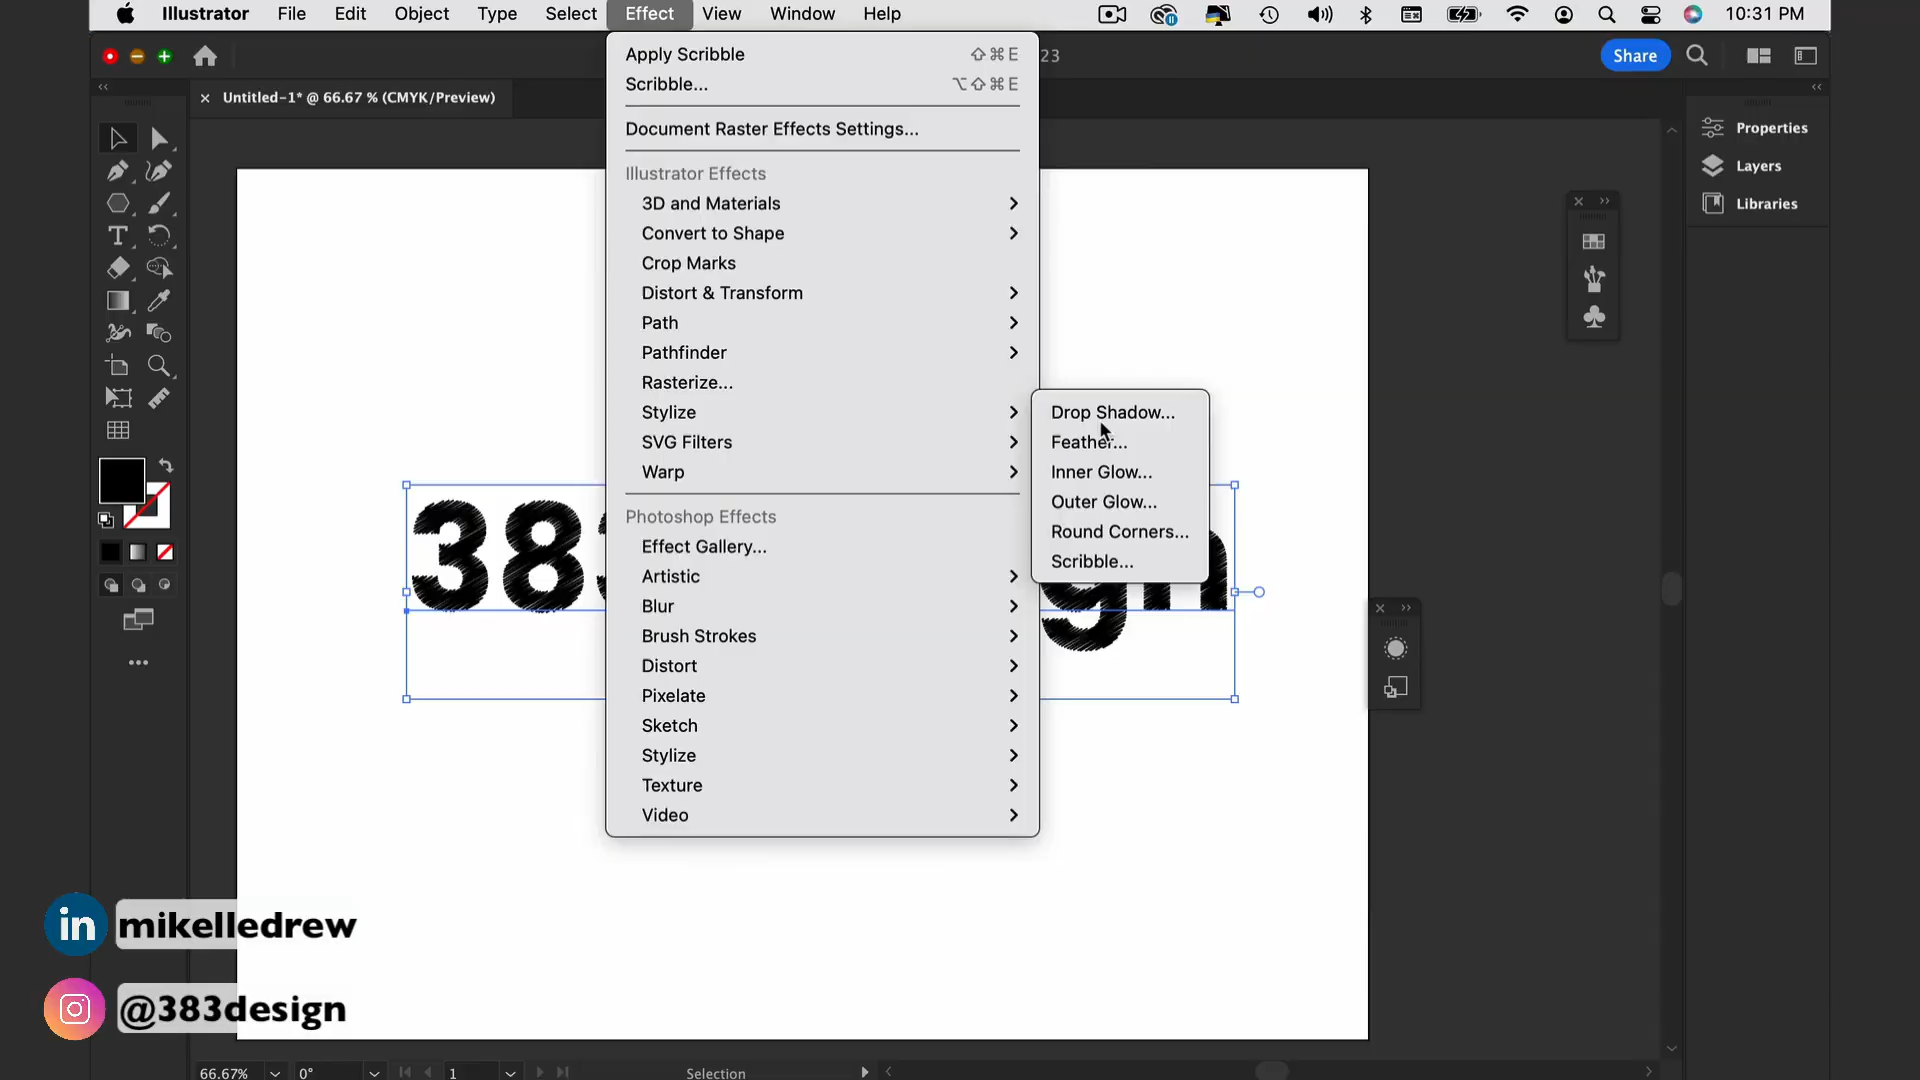 Illustrator File Edit Object Type Select Effect View Window Help 10:31 PM
23
Share
Untitled-1* @ 66.67 % (CMYK/Preview)
Apply Scribble ⇧⌘E
Scribble... ⌥⇧⌘E
Document Raster Effects Settings...
Illustrator Effects
3D and Materials
Convert to Shape
Crop Marks
Distort & Transform
Path
Pathfinder
Rasterize...
Stylize
SVG Filters
Warp
Photoshop Effects
Effect Gallery...
Artistic
Blur
Brush Strokes
Distort
Pixelate
Sketch
Stylize
Texture
Video
Drop Shadow...
Feather...
Inner Glow...
Outer Glow...
Round Corners...
Scribble...
Properties
Layers
Libraries
383
gn
in mikelledrew
@383design
66.67% 0° 1 Selection